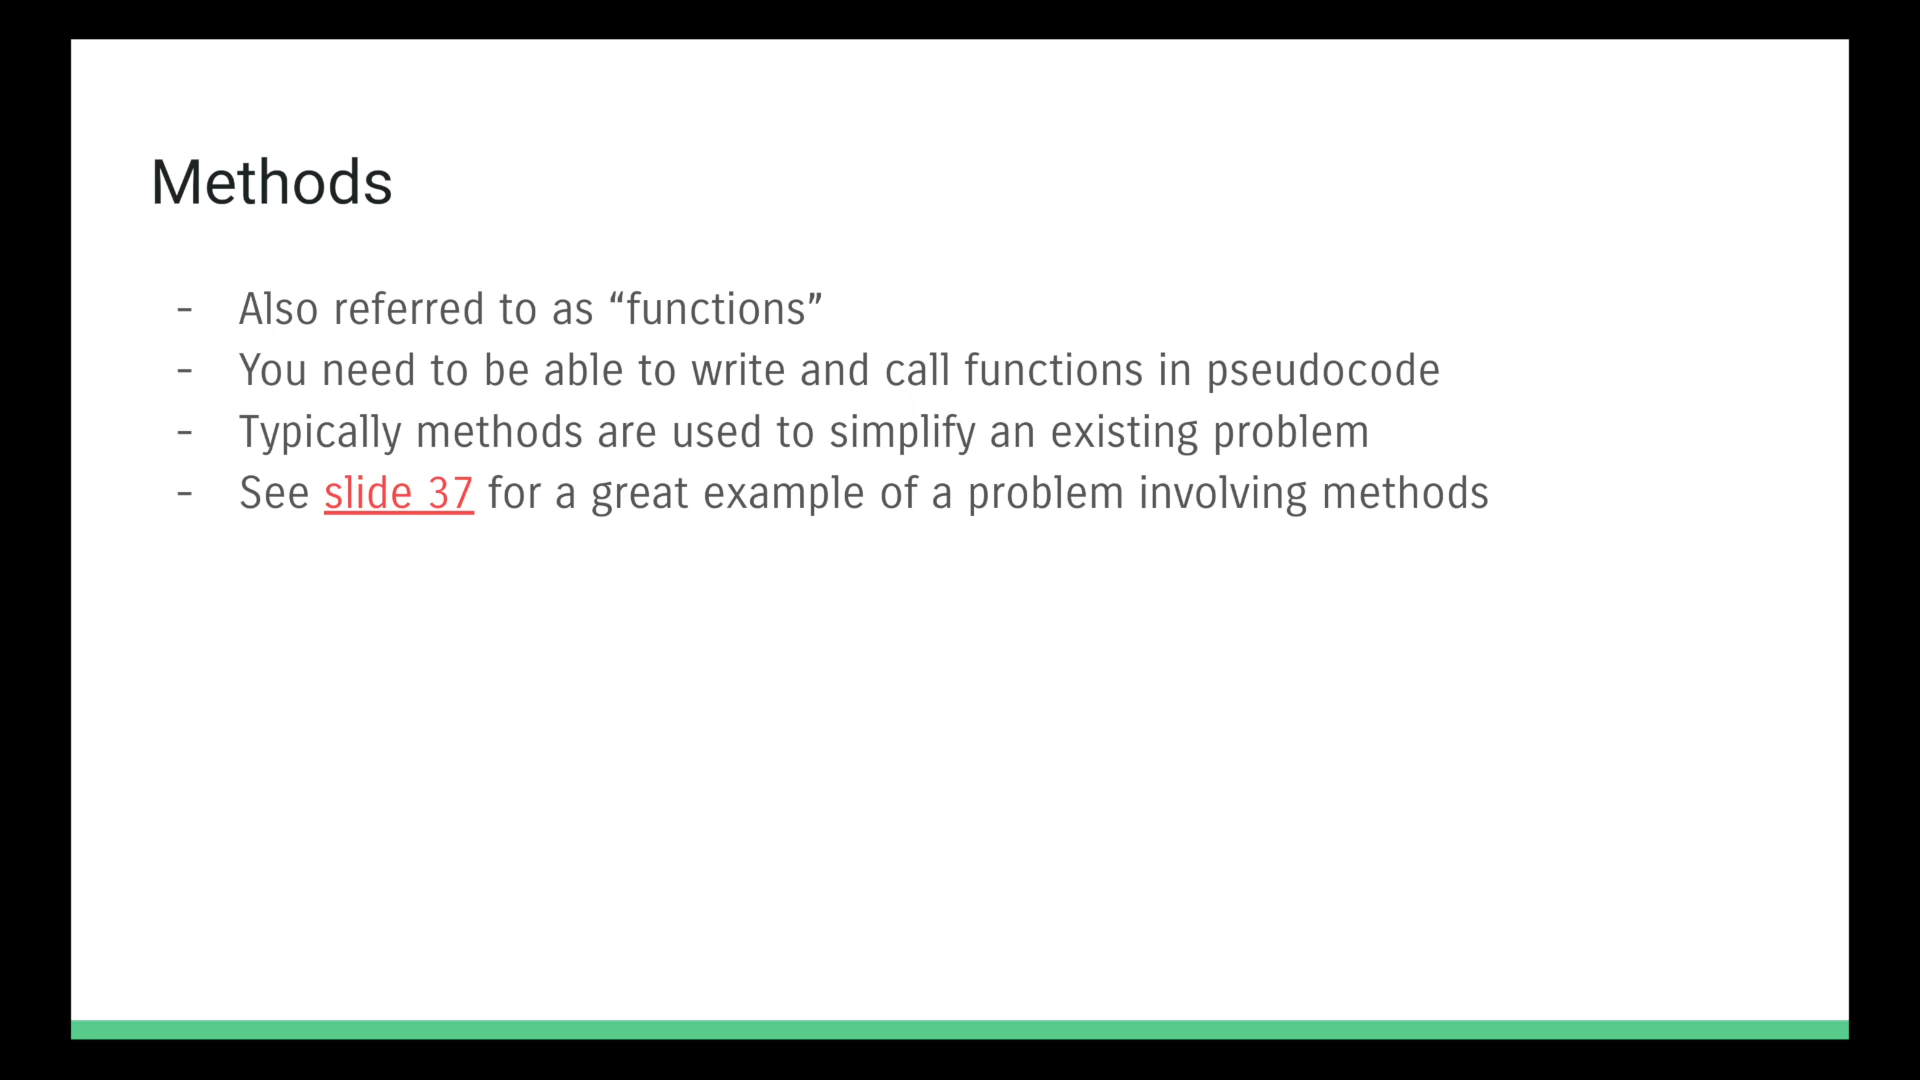 Methods
- Also referred to as “functions”
- You need to be able to write and call functions in pseudocode
- Typically methods are used to simplify an existing problem
- See slide 37 for a great example of a problem involving methods